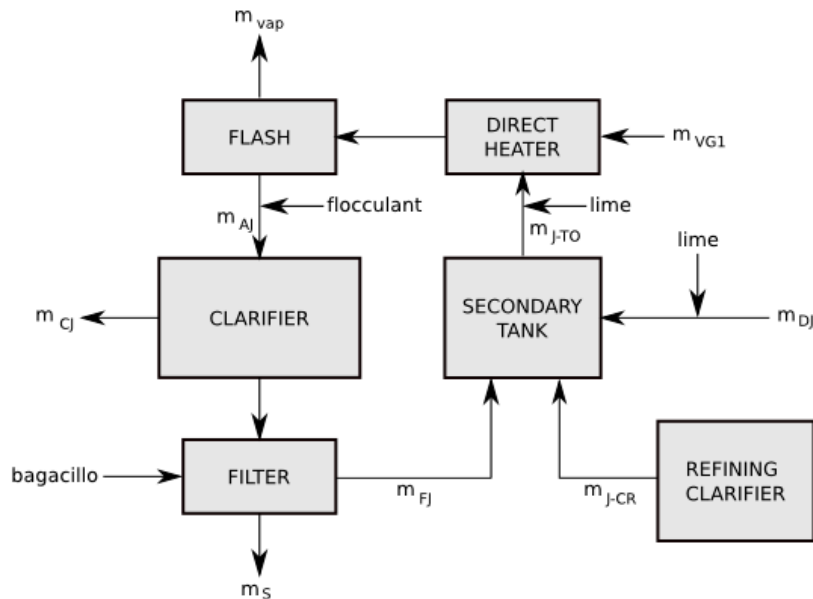 m vap
FLASH
DIRECT
HEATER
m VG1
m AJ
flocculant
lime
m J-TO
lime
m CJ
CLARIFIER
SECONDARY
TANK
m DJ
bagacillo
FILTER
m FJ
m J-CR
REFINING
CLARIFIER
m S